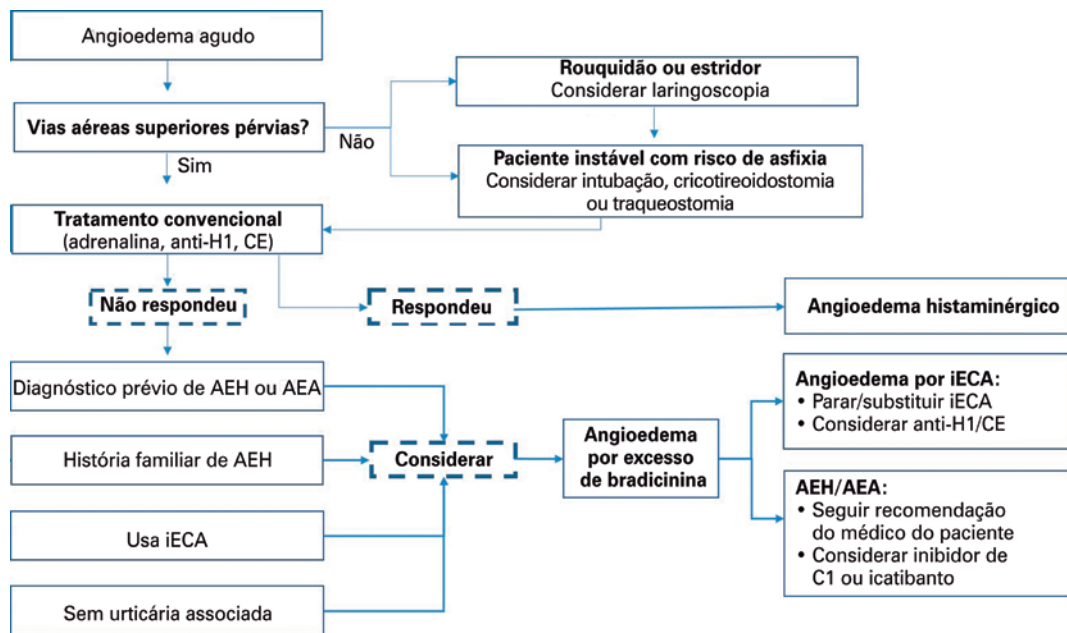 Angioedema agudo
Vias aéreas superiores pérvias?
Não
Sim
Rouquidão ou estridor
Considerar laringoscopia
Paciente instável com risco de asfixia
Considerar intubação, cricotireoidostomia
ou traqueostomia
Tratamento convencional
(adrenalina, anti-H1, CE)
Não respondeu
Respondeu
Angioedema histaminérgico
Diagnóstico prévio de AEH ou AEA
História familiar de AEH
Usa iECA
Sem urticária associada
Considerar
Angioedema
por excesso
de bradicinina
Angioedema por iECA:
• Parar/substituir iECA
• Considerar anti-H1/CE
AEH/AEA:
• Seguir recomendação
do médico do paciente
• Considerar inibidor de
C1 ou icatibanto